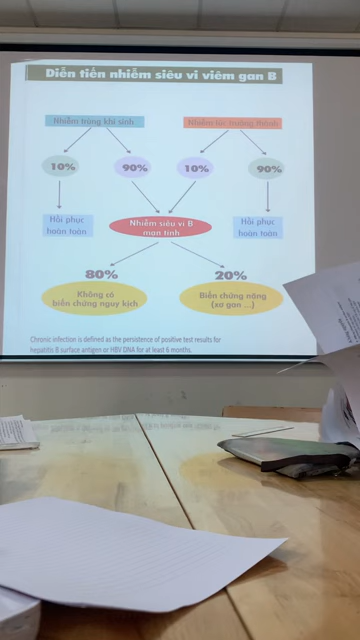 Diễn tiến nhiễm siêu vi viêm gan B
Nhiễm trùng khi sinh
Nhiễm lúc trưởng thành
10%
90%
10%
90%
Hồi phục
hoàn toàn
Nhiễm siêu vi B
mạn tính
Hồi phục
hoàn toàn
80%
20%
Không có
biến chứng nguy kịch
Biến chứng nặng
(xơ gan ...)
Chronic infection is defined as the persistence of positive test results for
hepatitis B surface antigen or HBV DNA for at least 6 months.